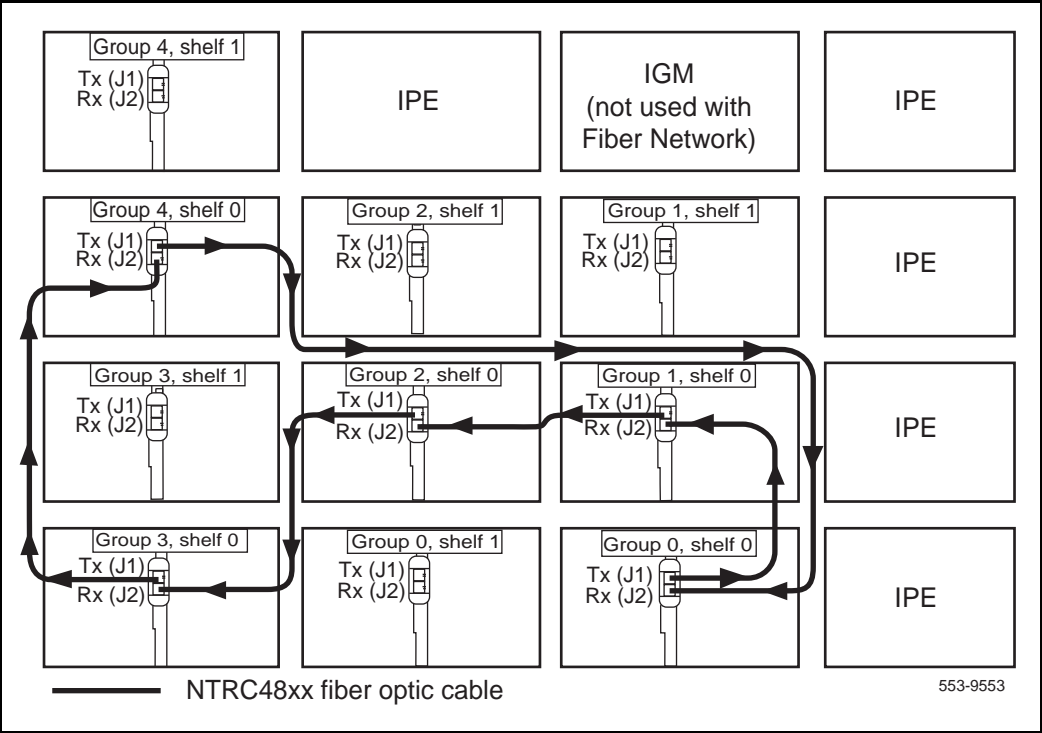 Group 4, shelf 1
Tx (J1)
Rx (J2)
IPE
IGM
(not used with
Fiber Network)
IPE
Group 4, shelf 0
Tx (J1)
Rx (J2)
Group 2, shelf 1
Tx (J1)
Rx (J2)
Group 1, shelf 1
Tx (J1)
Rx (J2)
IPE
Group 3, shelf 1
Tx (J1)
Rx (J2)
Group 2, shelf 0
Tx (J1)
Rx (J2)
Group 1, shelf 0
Tx (J1)
Rx (J2)
IPE
Group 3, shelf 0
Tx (J1)
Rx (J2)
Group 0, shelf 1
Tx (J1)
Rx (J2)
Group 0, shelf 0
Tx (J1)
Rx (J2)
IPE
NTRC48xx fiber optic cable
553-9553